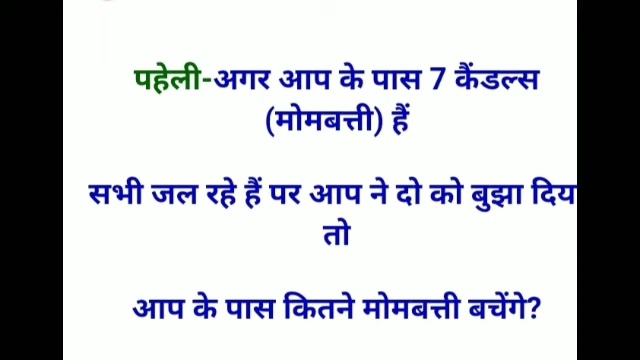 पहेली-अगर आप के पास 7 कैंडल्स
(मोमबत्ती) हैं
सभी जल रहे हैं पर आप ने दो को बुझा दिय
तो
आप के पास कितने मोमबत्ती बचेंगे?